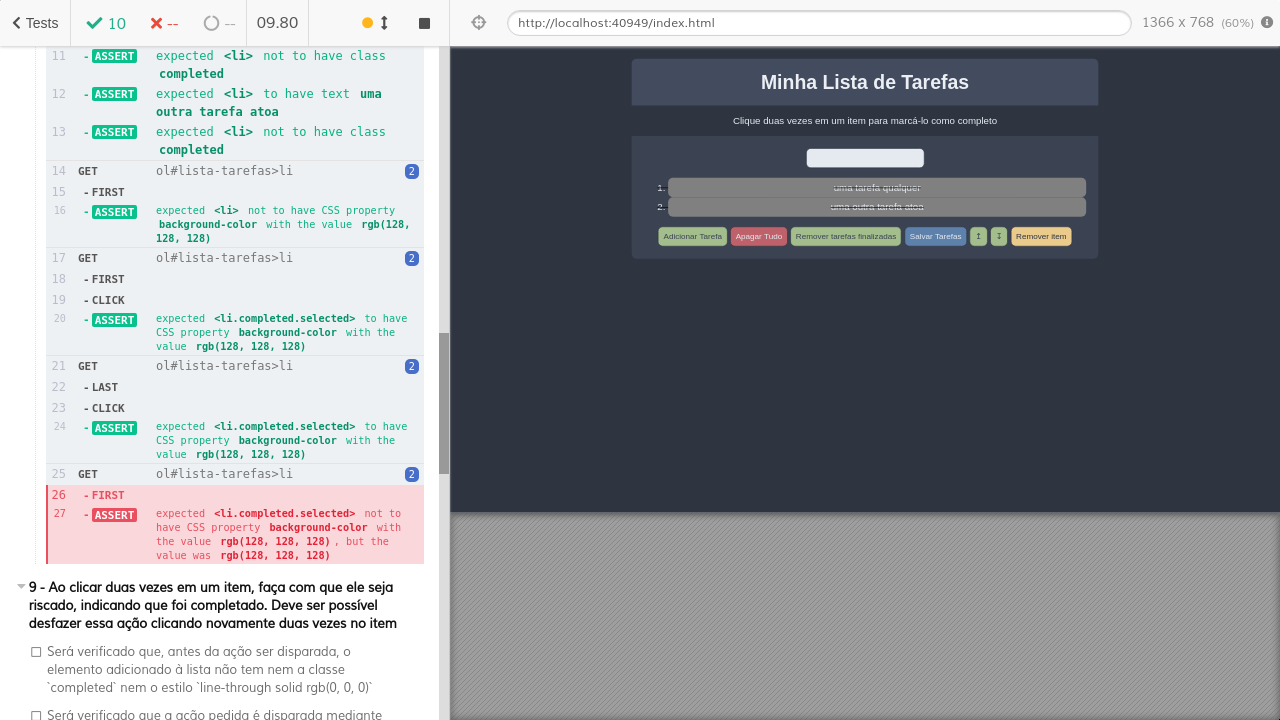 Tests
10
--
--
09.80
http://localhost:40949/index.html
1366 x 768 (60%)
11 - ASSERT expected <li> not to have class
completed
12 - ASSERT expected <li> to have text uma
outra tarefa atoa
13 - ASSERT expected <li> not to have class
completed
14 GET ol#lista-tarefas>li 2
15 - FIRST
16 - ASSERT expected <li> not to have CSS property
background-color with the value rgb(128,
128, 128)
17 GET ol#lista-tarefas>li 2
18 - FIRST
19 - CLICK
20 - ASSERT expected <li.completed.selected> to have
CSS property background-color with the
value rgb(128, 128, 128)
21 GET ol#lista-tarefas>li 2
22 - LAST
23 - CLICK
24 - ASSERT expected <li.completed.selected> to have
CSS property background-color with the
value rgb(128, 128, 128)
25 GET ol#lista-tarefas>li 2
26 - FIRST
27 - ASSERT expected <li.completed.selected> not to
have CSS property background-color with
the value rgb(128, 128, 128) , but the
value was rgb(128, 128, 128)
9 - Ao clicar duas vezes em um item, faça com que ele seja
riscado, indicando que foi completado. Deve ser possível
desfazer essa ação clicando novamente duas vezes no item
Será verificado que, antes da ação ser disparada, o
elemento adicionado à lista não tem nem a classe
`completed` nem o estilo `line-through solid rgb(0, 0, 0)`
Será verificado que a ação pedida é disparada mediante
Minha Lista de Tarefas
Clique duas vezes em um item para marcá-lo como completo
1. uma tarefa qualquer
2. uma outra tarefa atoa
Adicionar Tarefa Apagar Tudo Remover tarefas finalizadas Salvar Tarefas ↥ ↧ Remover item